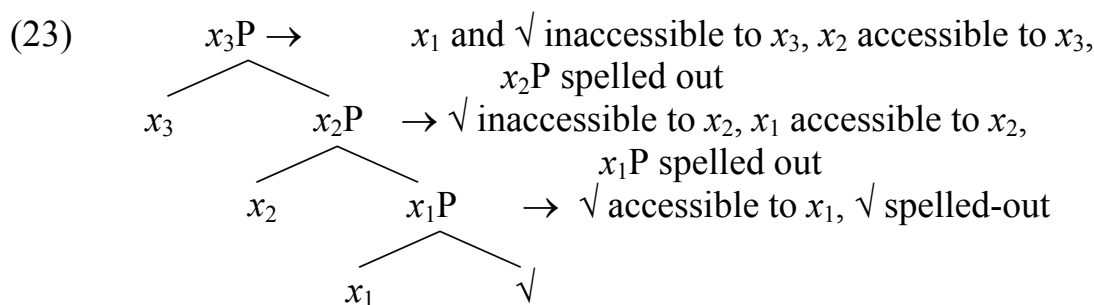 (23) x₃P → x₁ and √ inaccessible to x₃, x₂ accessible to x₃,
x₂P spelled out
x₃ x₂P → √ inaccessible to x₂, x₁ accessible to x₂,
x₁P spelled out
x₂ x₁P → √ accessible to x₁, √ spelled-out
x₁ √